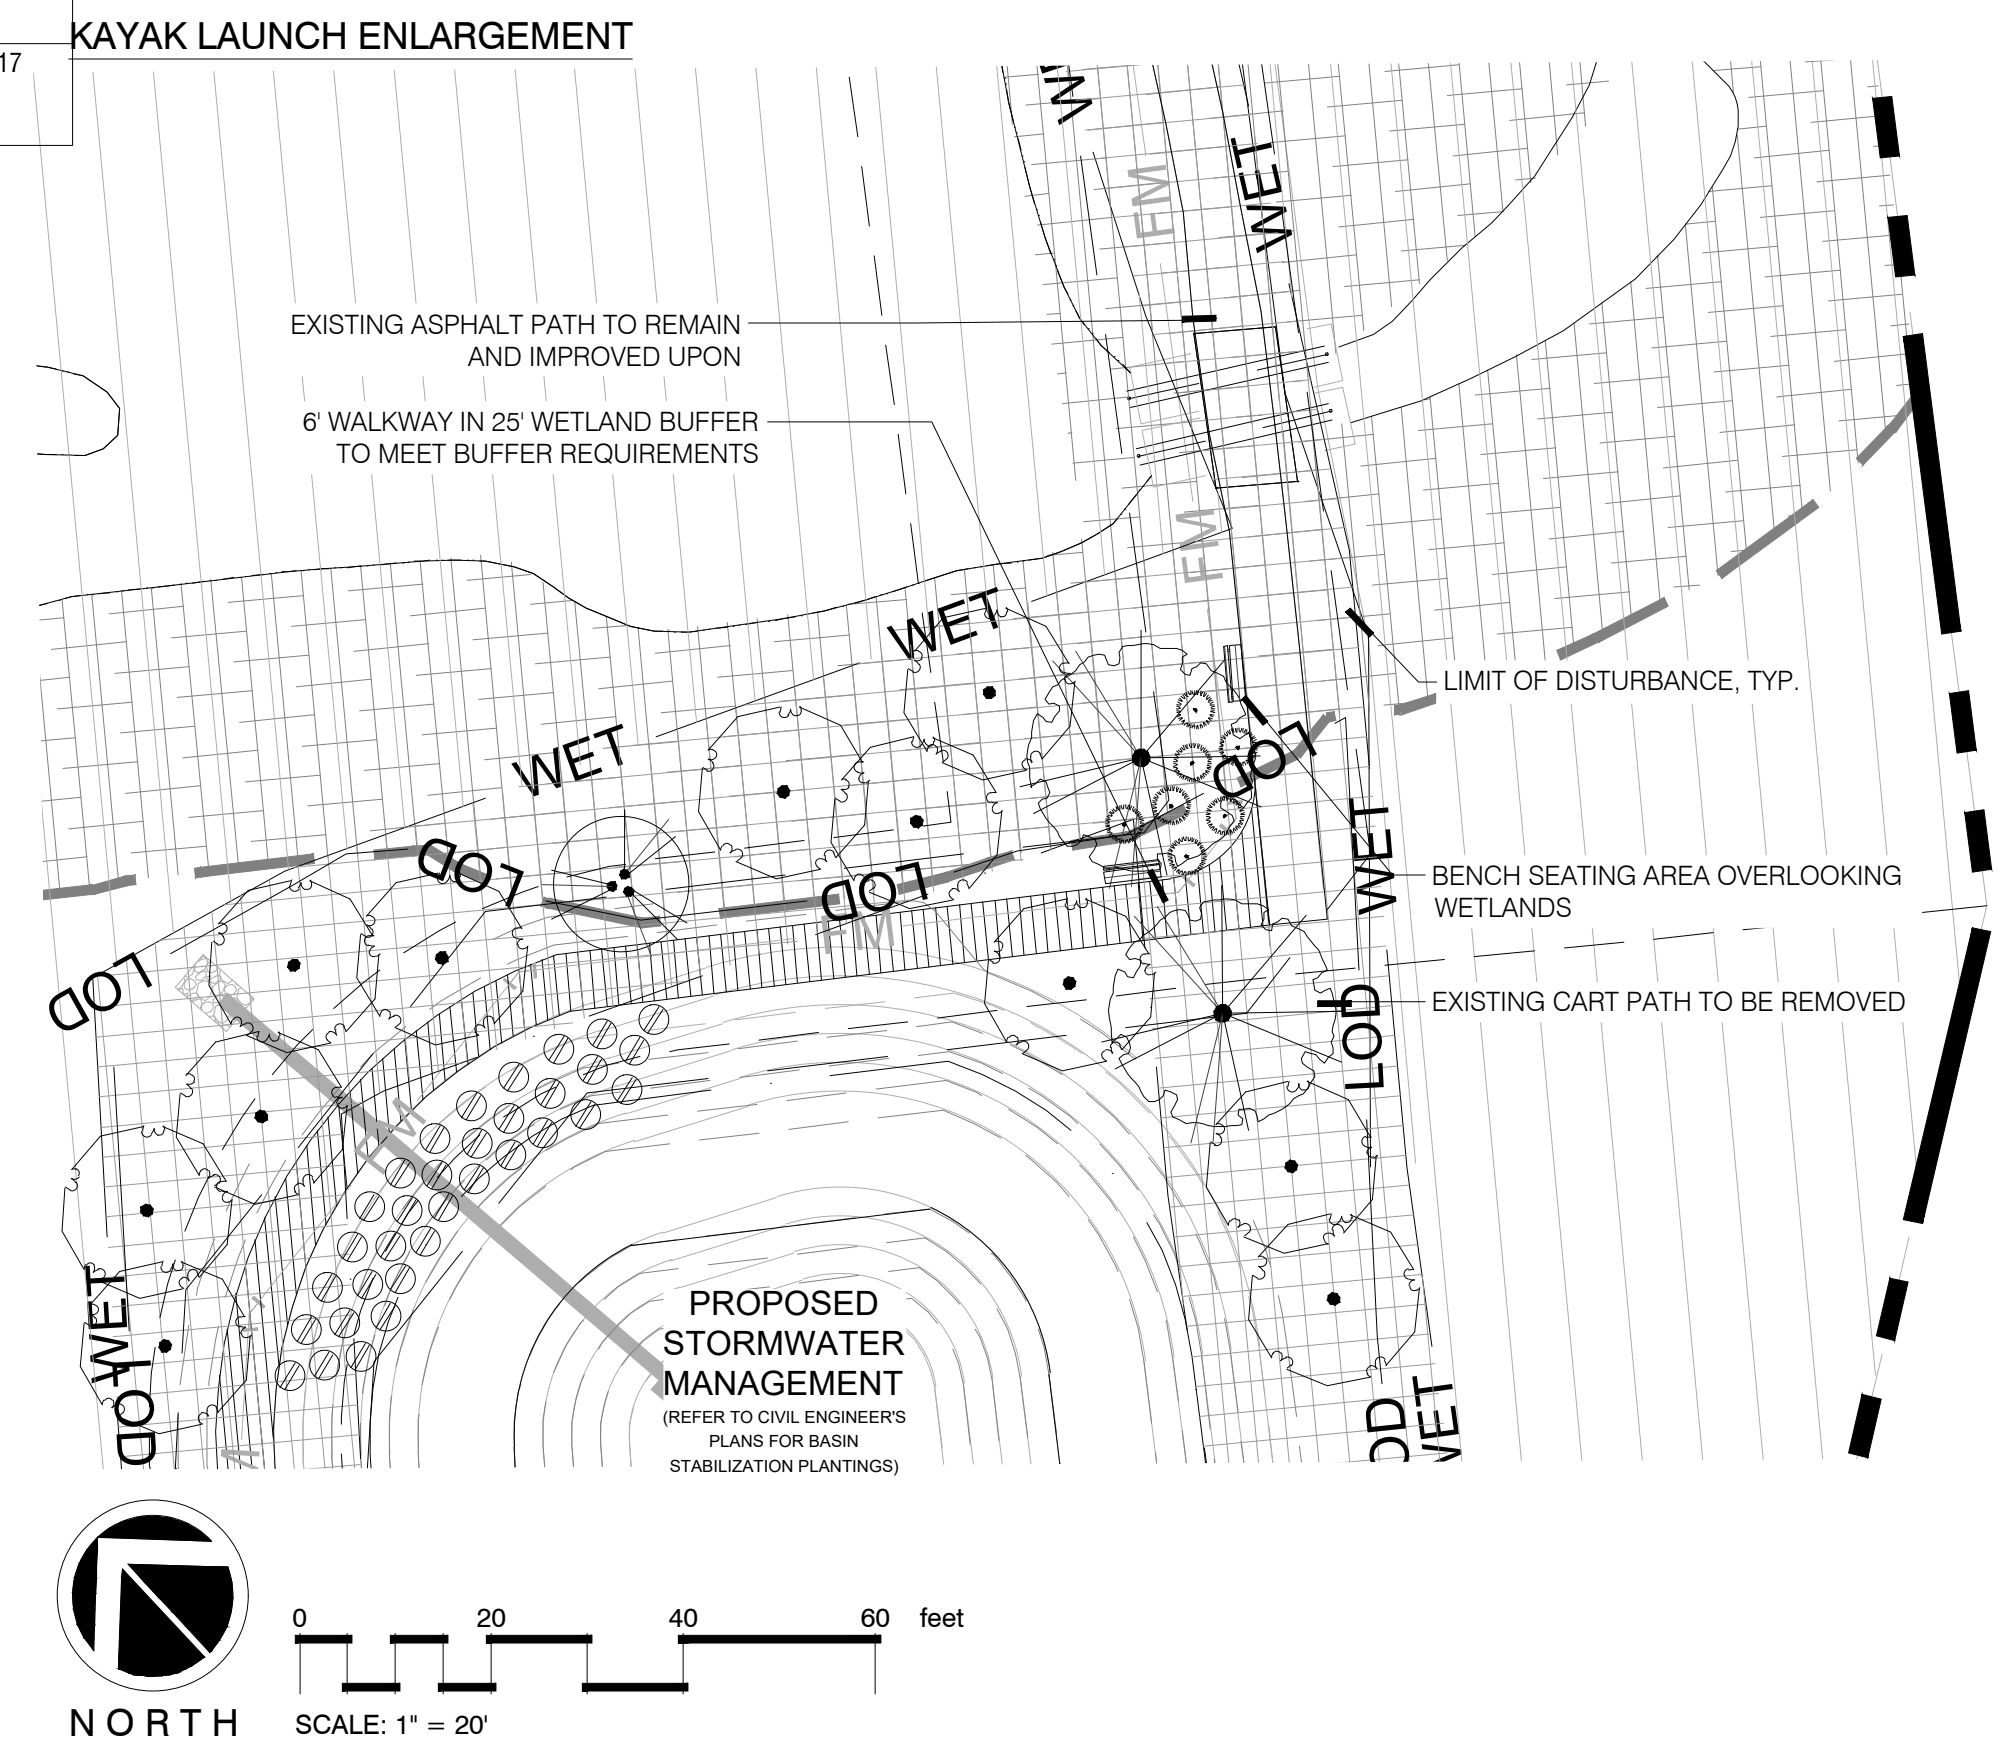 KAYAK LAUNCH ENLARGEMENT
17
WET
FM
EXISTING ASPHALT PATH TO REMAIN
AND IMPROVED UPON
6' WALKWAY IN 25' WETLAND BUFFER
TO MEET BUFFER REQUIREMENTS
FM
WET
LIMIT OF DISTURBANCE, TYP.
WET
LOD
LOD
WET
BENCH SEATING AREA OVERLOOKING
WETLANDS
LOD
FM
LOD
EXISTING CART PATH TO BE REMOVED
LOD
FM
WET
LOD
PROPOSED
STORMWATER
MANAGEMENT
(REFER TO CIVIL ENGINEER'S
PLANS FOR BASIN
STABILIZATION PLANTINGS)
0 20 40 60 feet
NORTH
SCALE: 1" = 20'